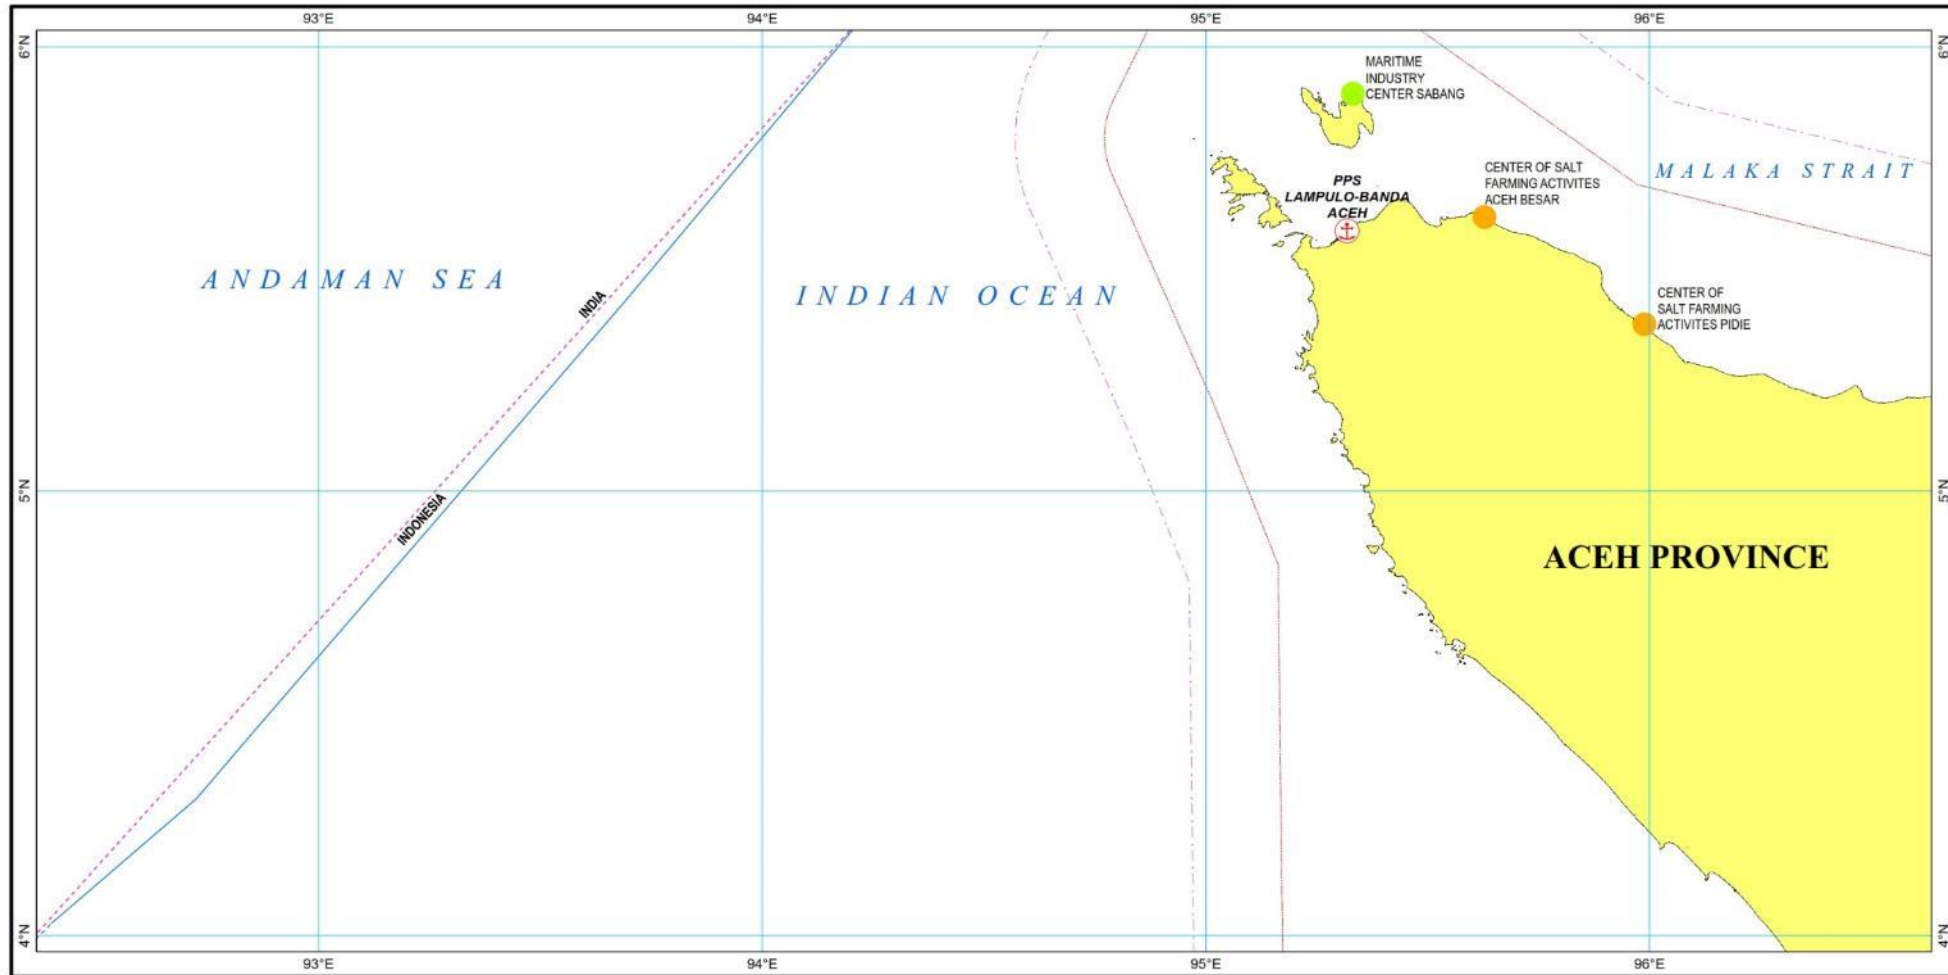 93°E
94°E
95°E
96°E
6°N
6°N
MARITIME
INDUSTRY
CENTER SABANG
CENTER OF SALT
FARMING ACTIVITES
ACEH BESAR
MALAKA STRAIT
PPS
LAMPULO-BANDA
ACEH
ANDAMAN SEA
INDIA
INDIAN OCEAN
CENTER OF
SALT FARMING
ACTIVITES PIDIE
5°N
5°N
INDONESIA
ACEH PROVINCE
4°N
4°N
93°E
94°E
95°E
96°E